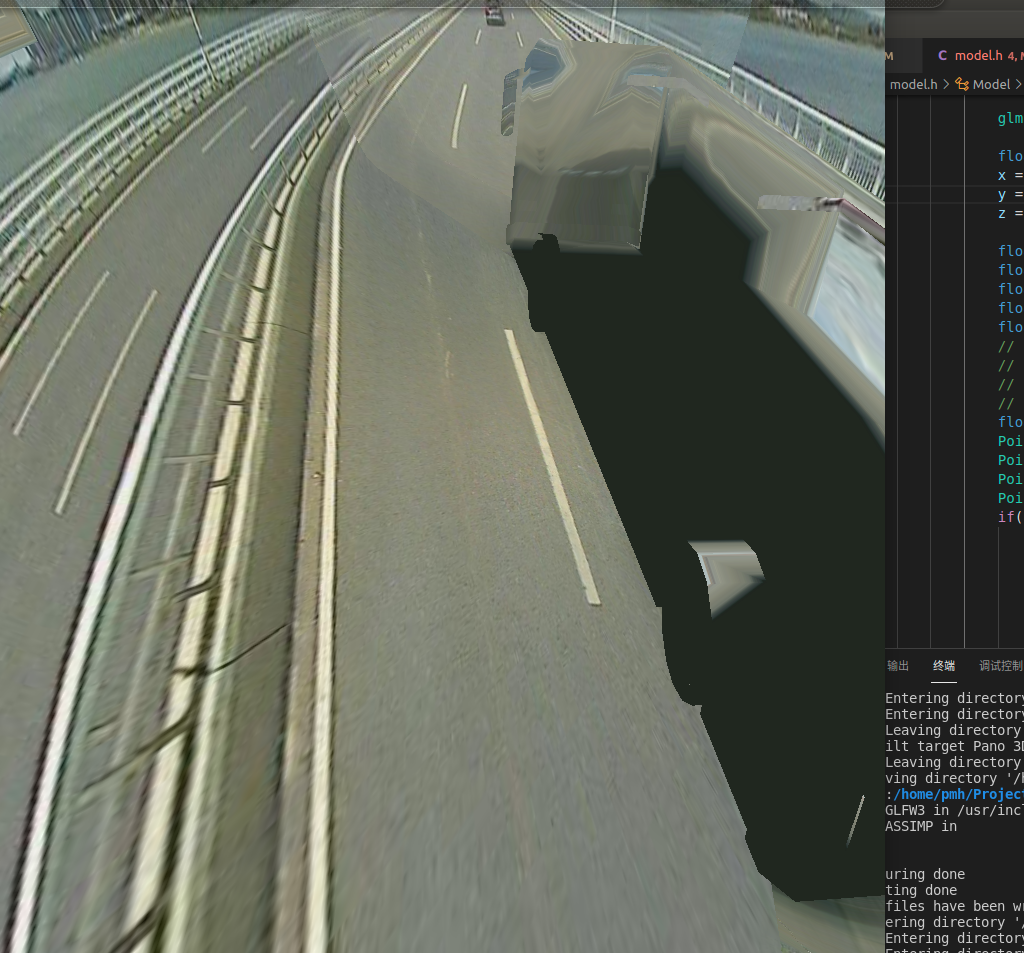 M
C model.h 4, M
model.h > Model >
glm
flo
x =
y =
z =
flo
flo
flo
flo
flo
//
//
//
//
flo
Poi
Poi
Poi
Poi
if(
输出 终端 调试控制
Entering directory
Entering directory
Leaving directory
ilt target Pano 3D
Leaving directory
ving directory '/h
:/home/pmh/Project
GLFW3 in /usr/incl
ASSIMP in
uring done
ting done
files have been wr
ering directory '/
Entering directory
Entering directory